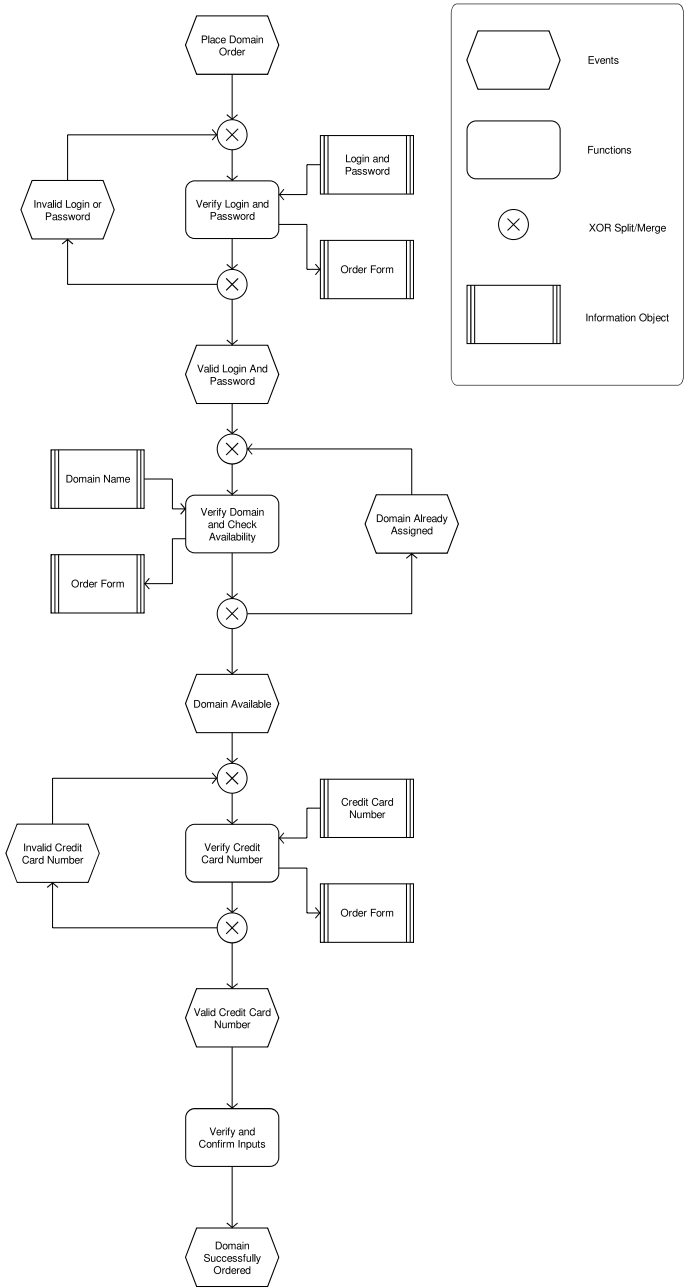 Place Domain
Order
Events
Functions
Login and
Password
Invalid Login or
Password
Verify Login and
Password
XOR Split/Merge
Order Form
Information Object
Valid Login And
Password
Domain Name
Verify Domain
and Check
Availability
Domain Already
Assigned
Order Form
Domain Available
Credit Card
Number
Invalid Credit
Card Number
Verify Credit
Card Number
Order Form
Valid Credit Card
Number
Verify and
Confirm Inputs
Domain
Successfully
Ordered